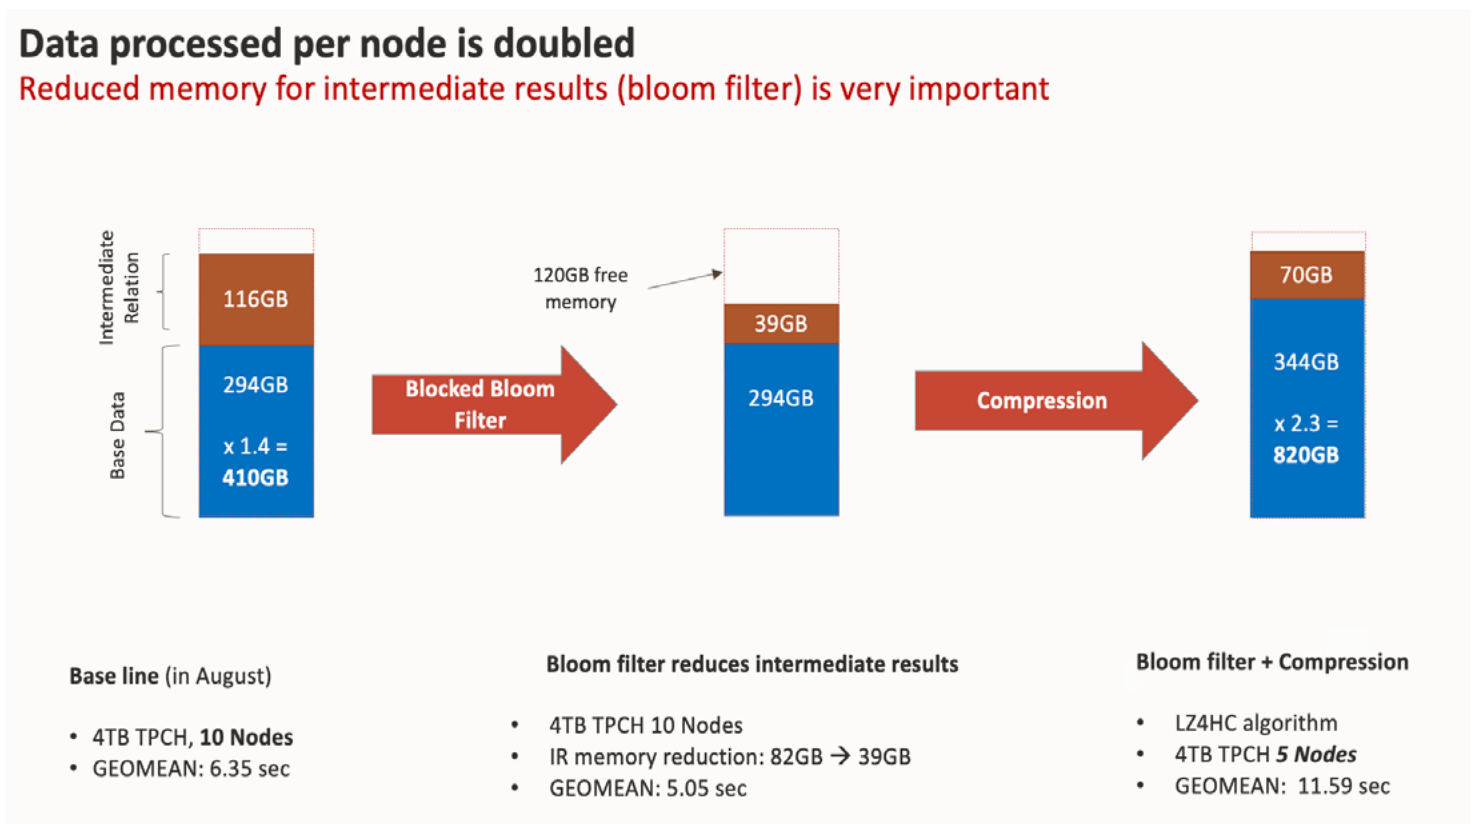 Data processed per node is doubled
Reduced memory for intermediate results (bloom filter) is very important
Intermediate
Relation
Base Data
116GB
294GB
x 1.4 =
410GB
Blocked Bloom
Filter
120GB free
memory
39GB
294GB
Compression
70GB
344GB
x 2.3 =
820GB
Base line (in August)
• 4TB TPCH, 10 Nodes
• GEOMEAN: 6.35 sec
Bloom filter reduces intermediate results
• 4TB TPCH 10 Nodes
• IR memory reduction: 82GB → 39GB
• GEOMEAN: 5.05 sec
Bloom filter + Compression
• LZ4HC algorithm
• 4TB TPCH 5 Nodes
• GEOMEAN: 11.59 sec